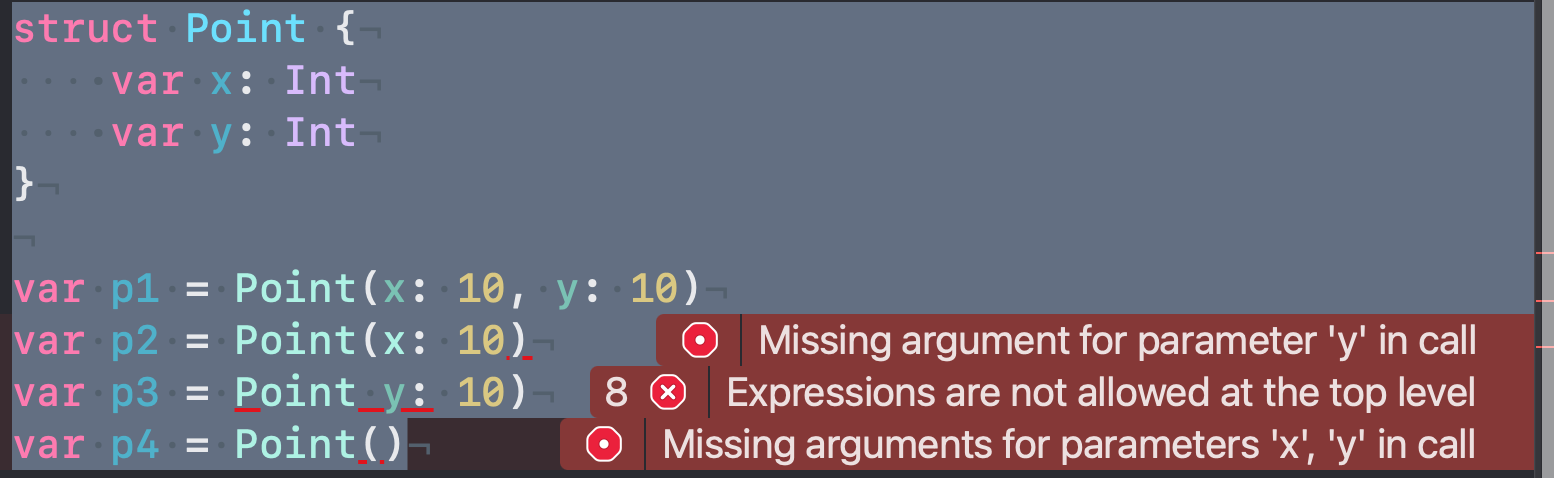 struct Point {
    var x: Int
    var y: Int
}

var p1 = Point(x: 10, y: 10)
var p2 = Point(x: 10) Missing argument for parameter 'y' in call
var p3 = Point y: 10) 8 Expressions are not allowed at the top level
var p4 = Point() Missing arguments for parameters 'x', 'y' in call